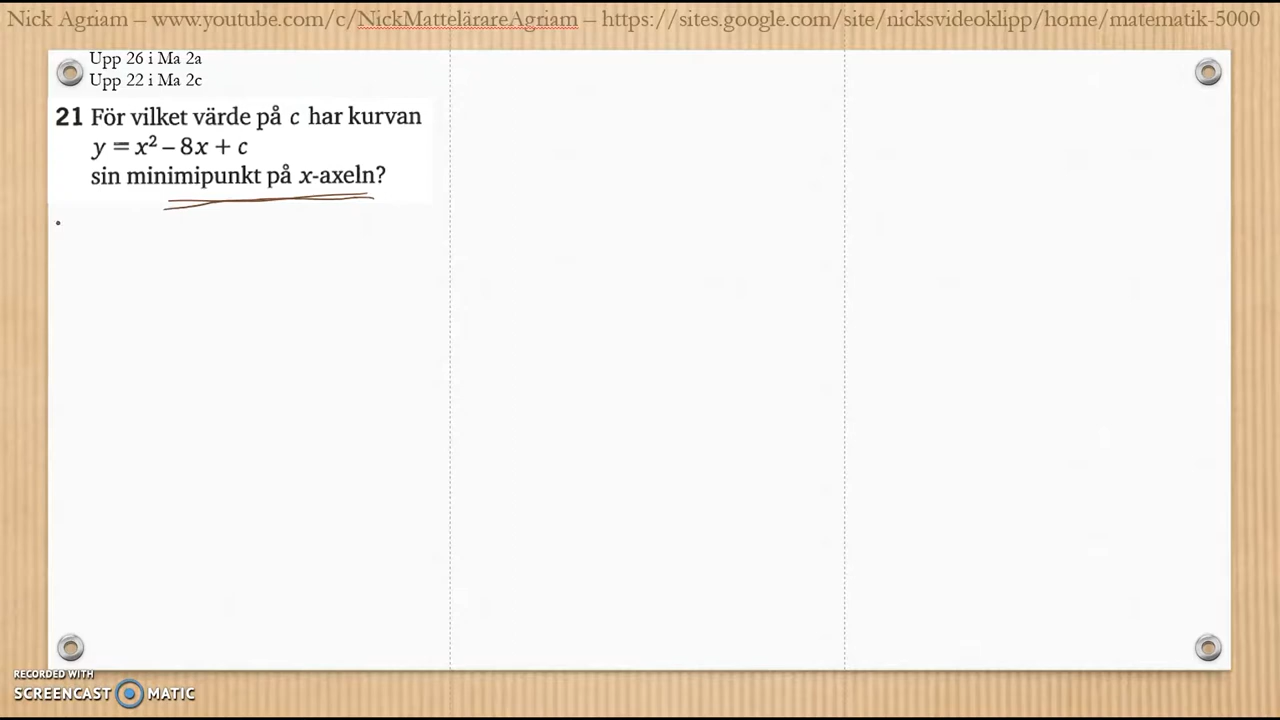 Nick Agriam – www.youtube.com/c/NickMattelärareAgriam – https://sites.google.com/site/nicksvideoklipp/home/matematik-5000
Upp 26 i Ma 2a
Upp 22 i Ma 2c
21 För vilket värde på c har kurvan
y = x² – 8x + c
sin minimipunkt på x-axeln?
RECORDED WITH
SCREENCAST MATIC